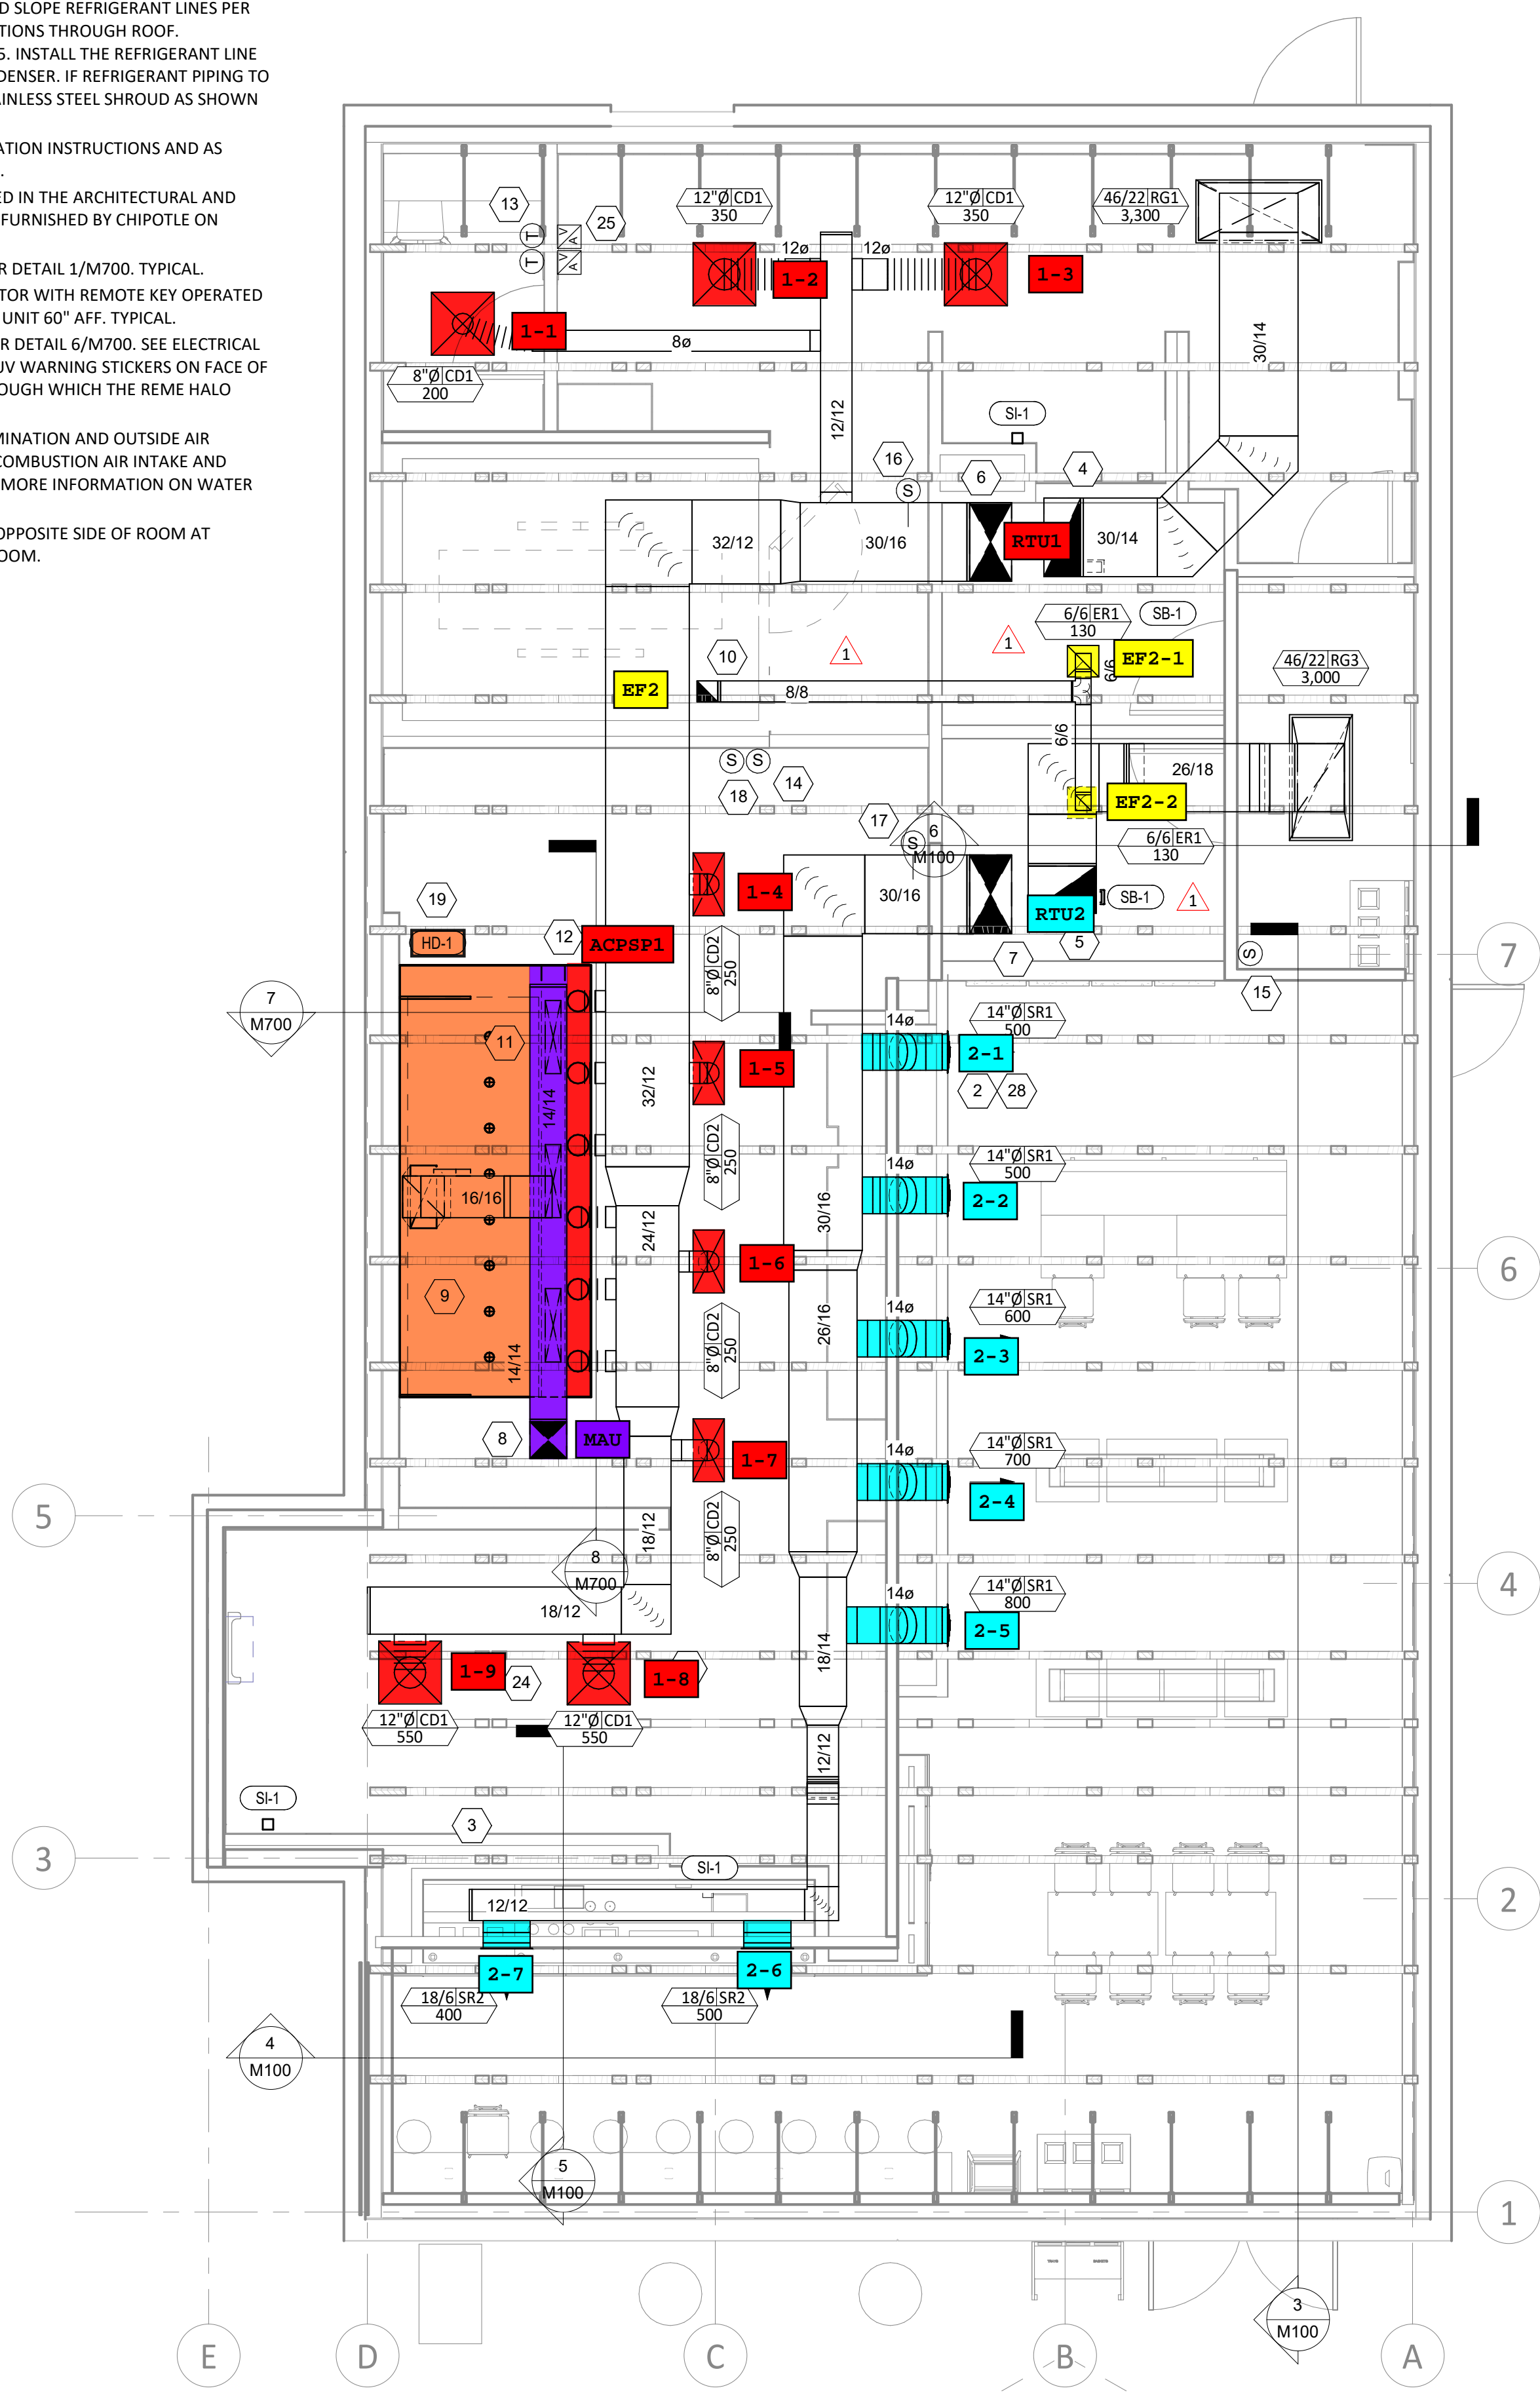 D SLOPE REFRIGERANT LINES PER
TIONS THROUGH ROOF.
5. INSTALL THE REFRIGERANT LINE
DENSER. IF REFRIGERANT PIPING TO
AINLESS STEEL SHROUD AS SHOWN
ATION INSTRUCTIONS AND AS
.
ED IN THE ARCHITECTURAL AND
FURNISHED BY CHIPOTLE ON
R DETAIL 1/M700. TYPICAL.
TOR WITH REMOTE KEY OPERATED
UNIT 60" AFF. TYPICAL.
R DETAIL 6/M700. SEE ELECTRICAL
UV WARNING STICKERS ON FACE OF
OUGH WHICH THE REME HALO
MINATION AND OUTSIDE AIR
COMBUSTION AIR INTAKE AND
MORE INFORMATION ON WATER
OPPOSITE SIDE OF ROOM AT
OOM.
13
25
T
T
V
A
V
A
12"Ø CD1
350
12"Ø CD1
350
46/22 RG1
3,300
12ø
12ø
1-2
1-3
1-1
8ø
8"Ø CD1
200
30/14
12/12
SI-1
16
6
4
S
32/12
30/16
RTU1
30/14
6/6 ER1
130
SB-1
10
1
1
EF2-1
6/6
46/22 RG3
3,000
EF2
8/8
6/6
S
S
26/18
14
18
EF2-2
17
6
M100
S
6/6 ER1
130
1-4
30/16
SB-1
1
RTU2
19
HD-1
12
ACPSP1
5
7
S
7
8"Ø CD2
250
15
7
M700
14"Ø SR1
500
14ø
11
2-1
1-5
2
28
32/12
14/14
14"Ø SR1
500
14ø
8"Ø CD2
250
16/16
2-2
30/16
24/12
1-6
6
9
14"Ø SR1
600
14ø
26/16
8"Ø CD2
250
2-3
14/14
8
MAU
14"Ø SR1
700
14ø
1-7
2-4
5
18/12
8"Ø CD2
250
8
M700
14"Ø SR1
800
14ø
4
18/12
2-5
18/14
1-9
24
1-8
12"Ø CD1
550
12"Ø CD1
550
12/12
SI-1
3
3
SI-1
2
12/12
2-7
2-6
18/6 SR2
400
18/6 SR2
500
4
M100
5
M100
1
3
M100
E
D
C
B
A